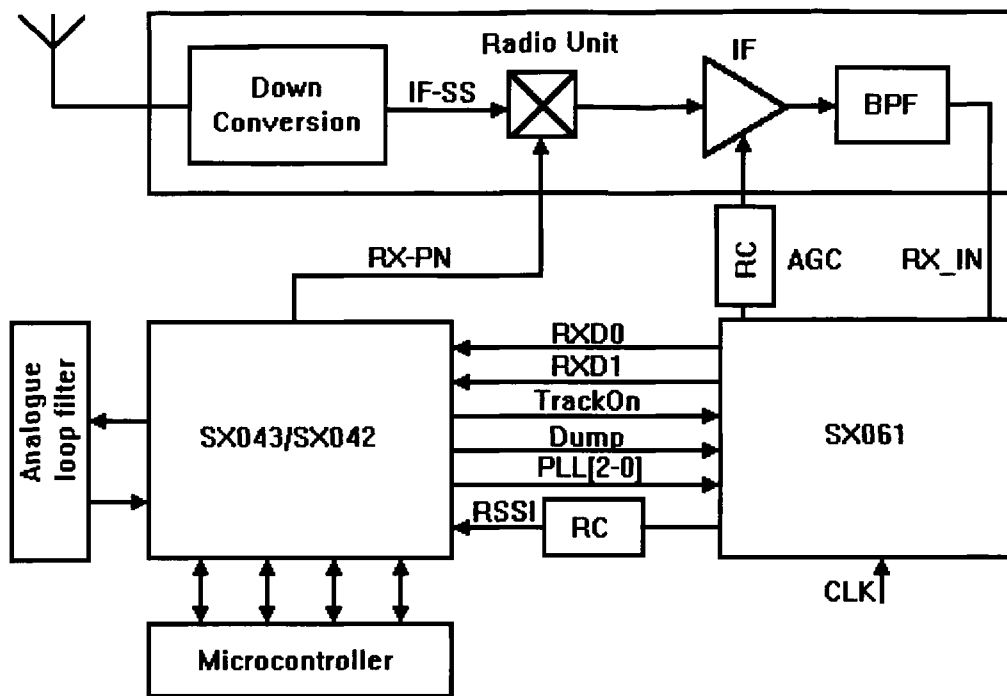 Radio Unit
IF
Down
Conversion
IF-SS
BPF
RX-PN
RC
AGC
RX_IN
Analogue
loop filter
SX043/SX042
RXD0
RXD1
TrackOn
Dump
PLL[2-0]
RSSI
RC
SX061
CLK
Microcontroller